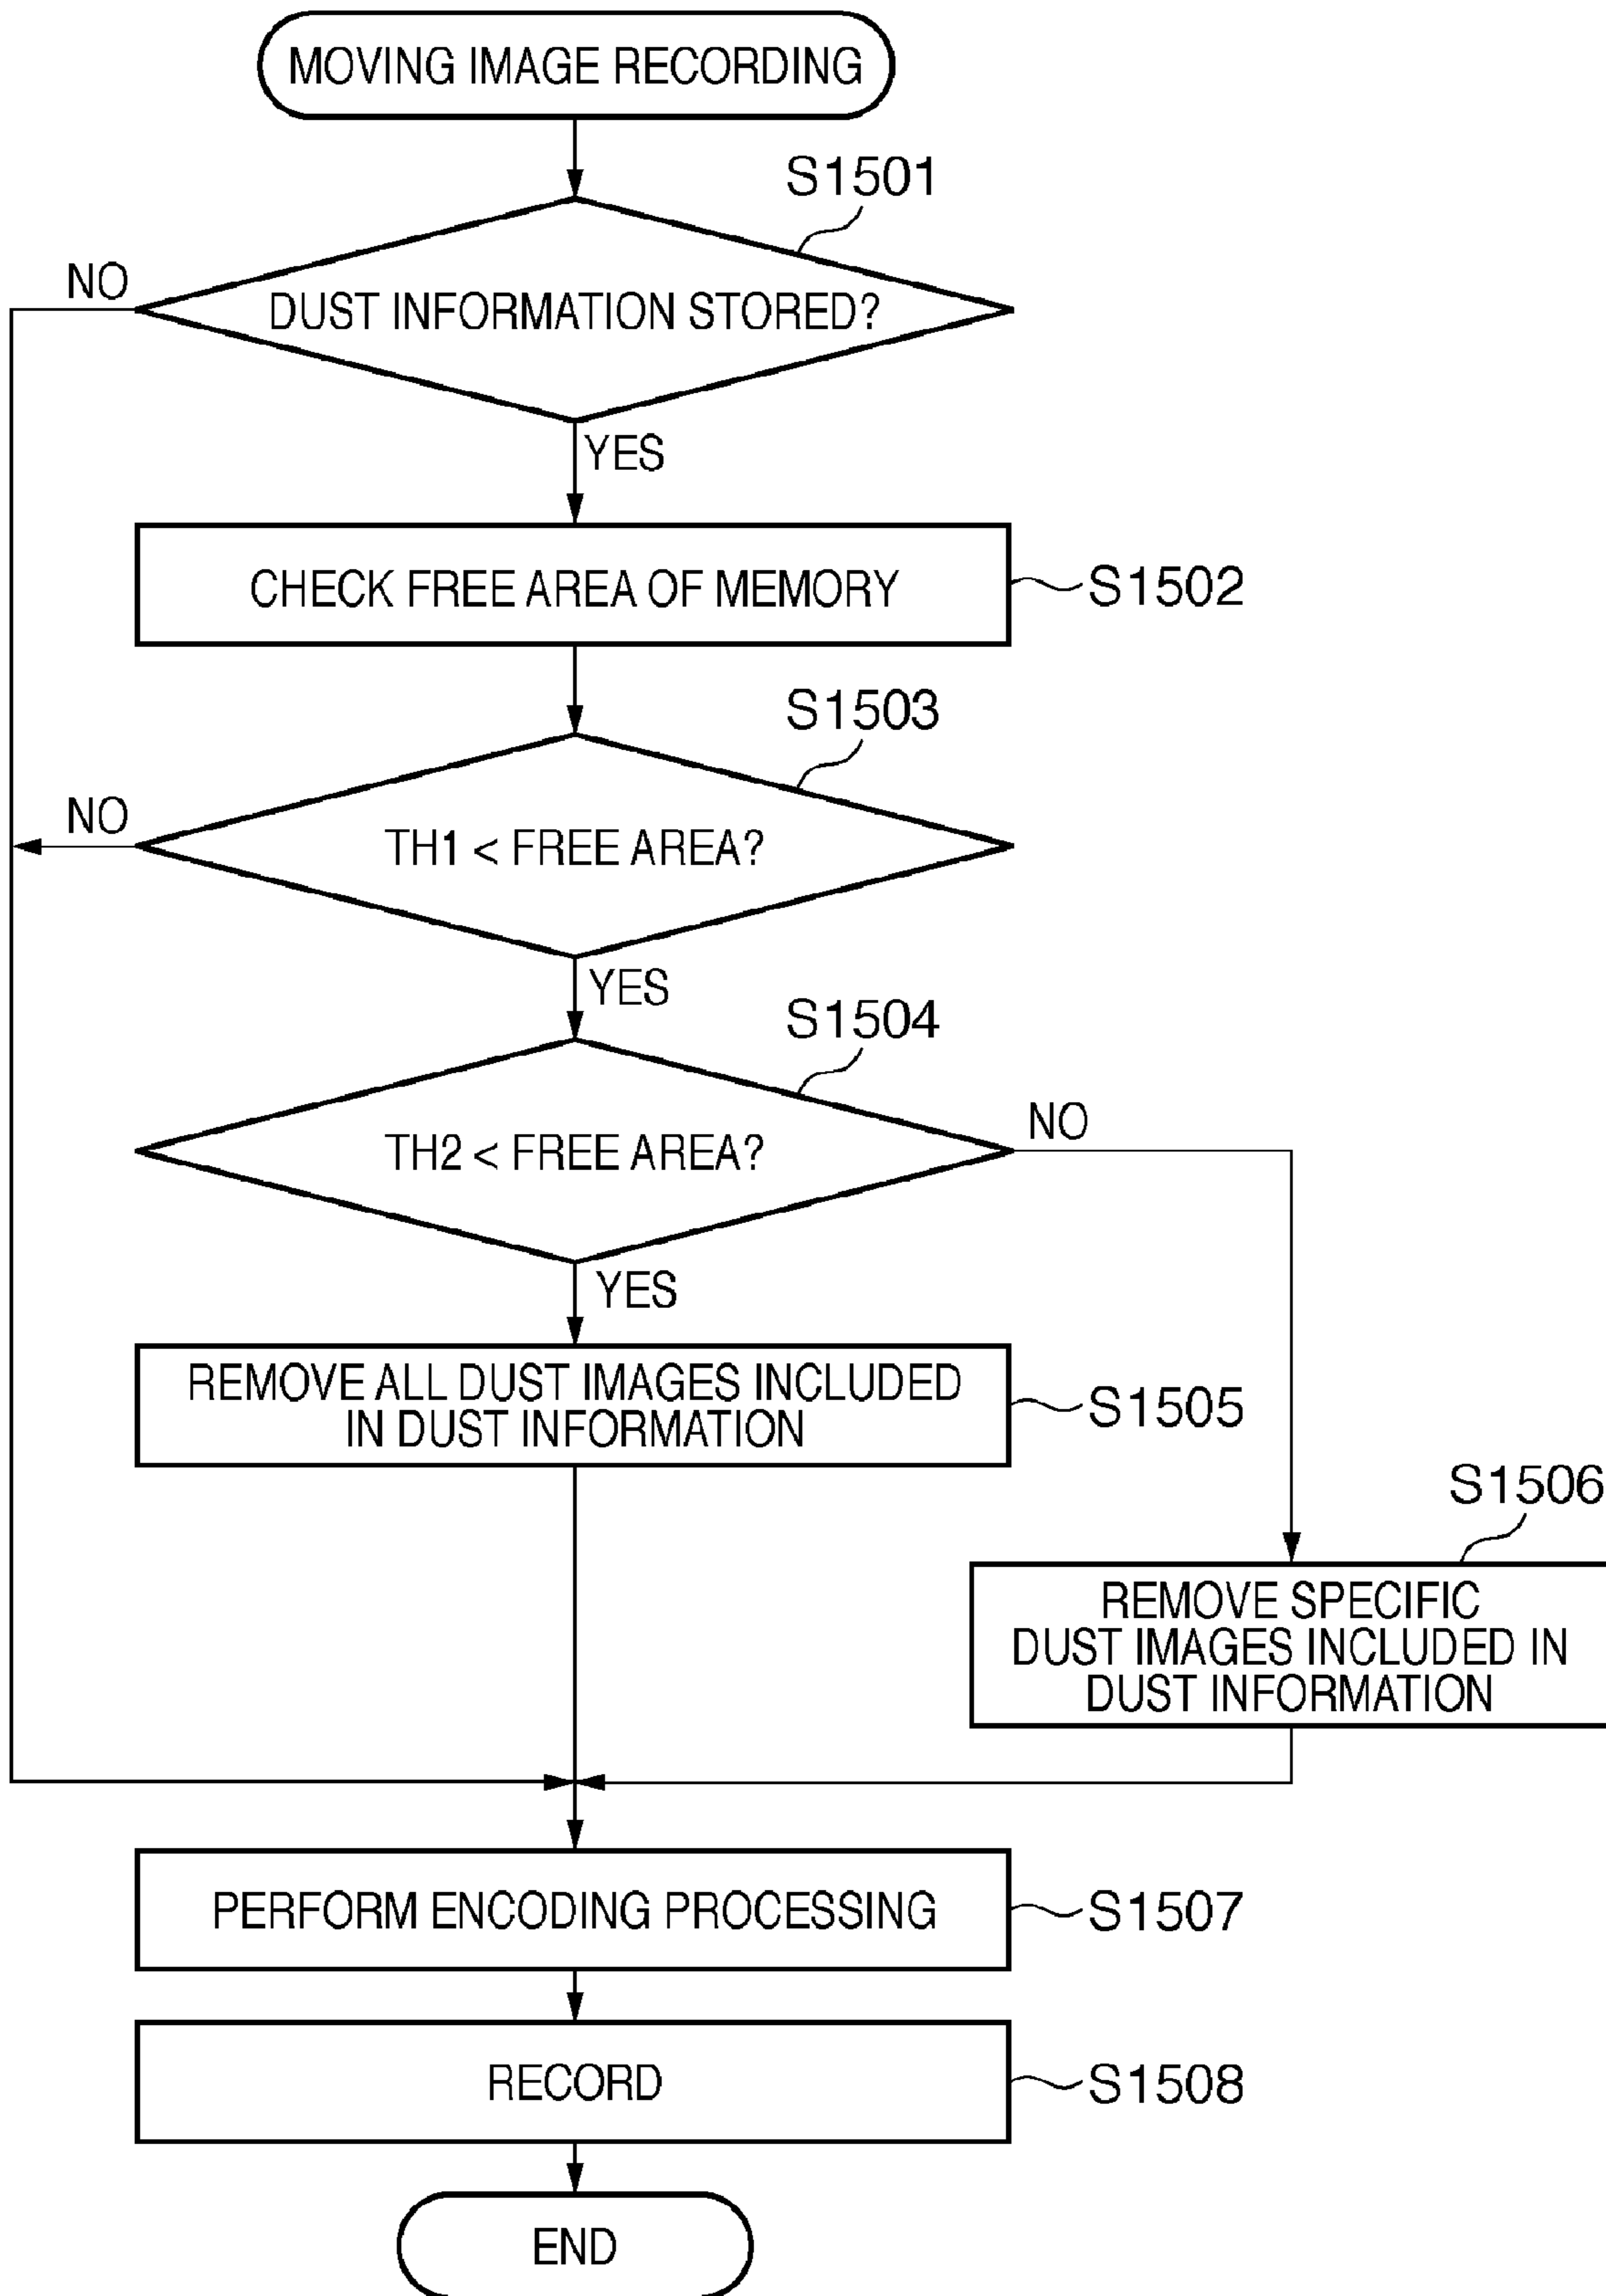 MOVING IMAGE RECORDING
S1501
NO
DUST INFORMATION STORED?
YES
CHECK FREE AREA OF MEMORY
S1502
S1503
NO
TH1 < FREE AREA?
YES
S1504
NO
TH2 < FREE AREA?
YES
REMOVE ALL DUST IMAGES INCLUDED
IN DUST INFORMATION
S1505
S1506
REMOVE SPECIFIC
DUST IMAGES INCLUDED IN
DUST INFORMATION
PERFORM ENCODING PROCESSING
S1507
RECORD
S1508
END